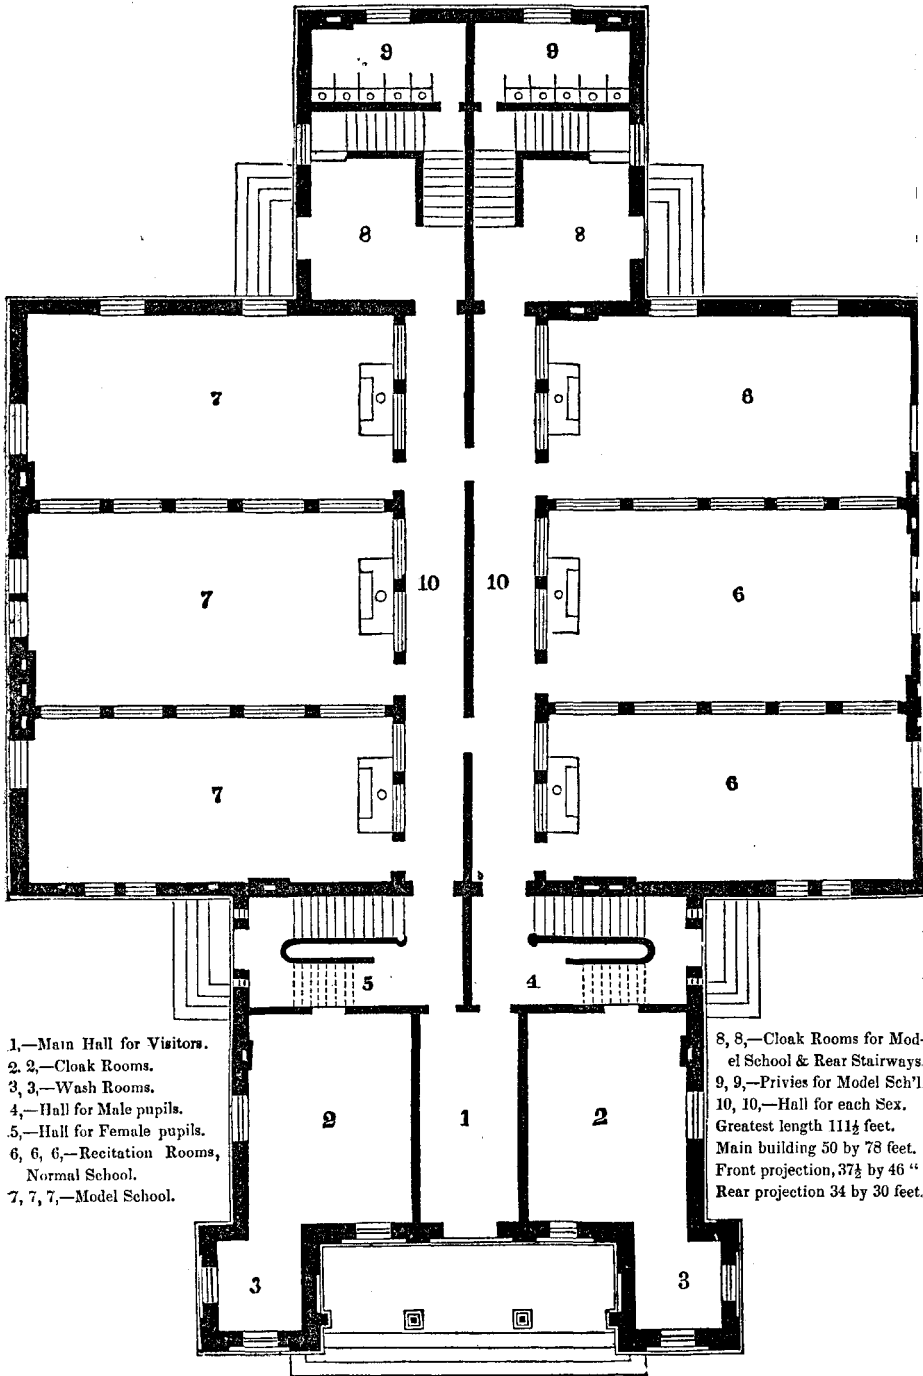 9 9
8 8
7 6
10 10
7 6
7 6
5 4
2 1 2
3 3
1,—Main Hall for Visitors.
2. 2,—Cloak Rooms.
3, 3,—Wash Rooms.
4,—Hall for Male pupils.
5,—Hall for Female pupils.
6, 6, 6,—Recitation Rooms,
Normal School.
7, 7, 7,—Model School.
8, 8,—Cloak Rooms for Mod-
el School & Rear Stairways
9, 9,—Privies for Model Sch'l
10, 10,—Hall for each Sex.
Greatest length 111½ feet.
Main building 50 by 78 feet.
Front projection, 37½ by 46 "
Rear projection 34 by 30 feet.